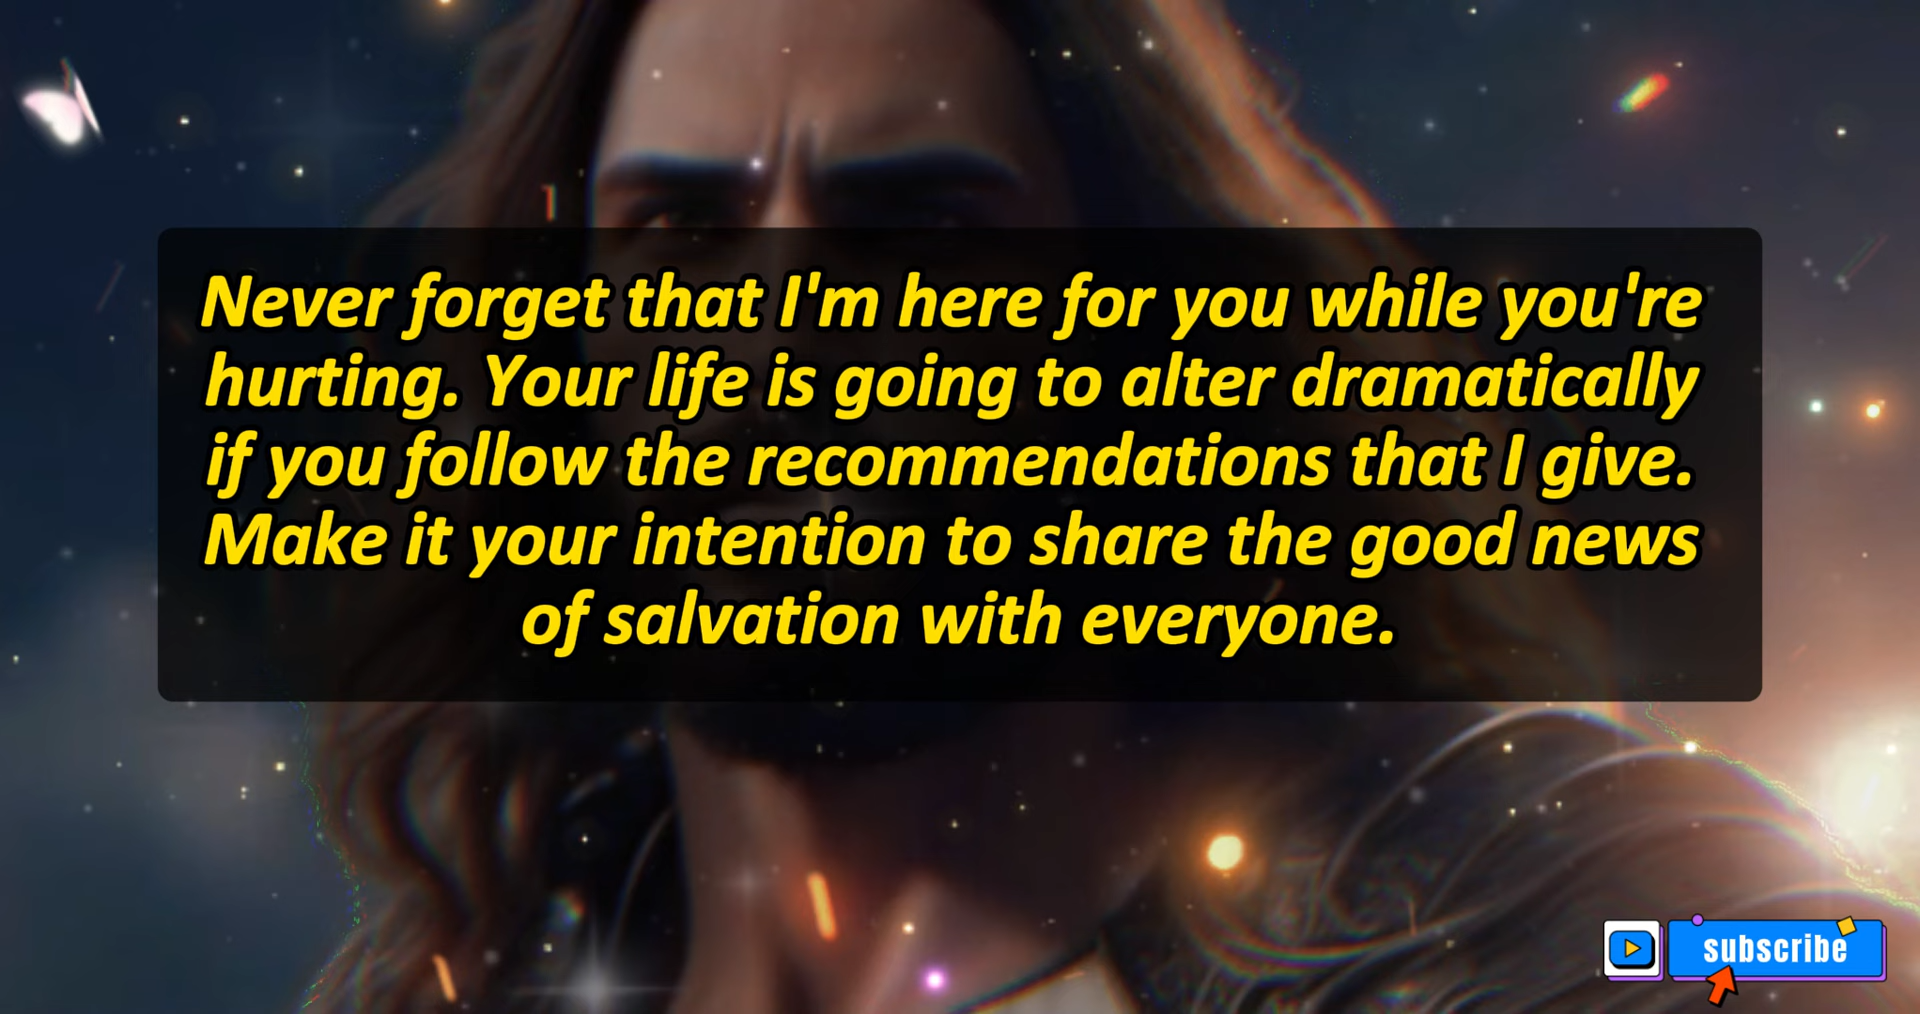 Never forget that I'm here for you while you're
hurting. Your life is going to alter dramatically
if you follow the recommendations that I give.
Make it your intention to share the good news
of salvation with everyone.
subscribe